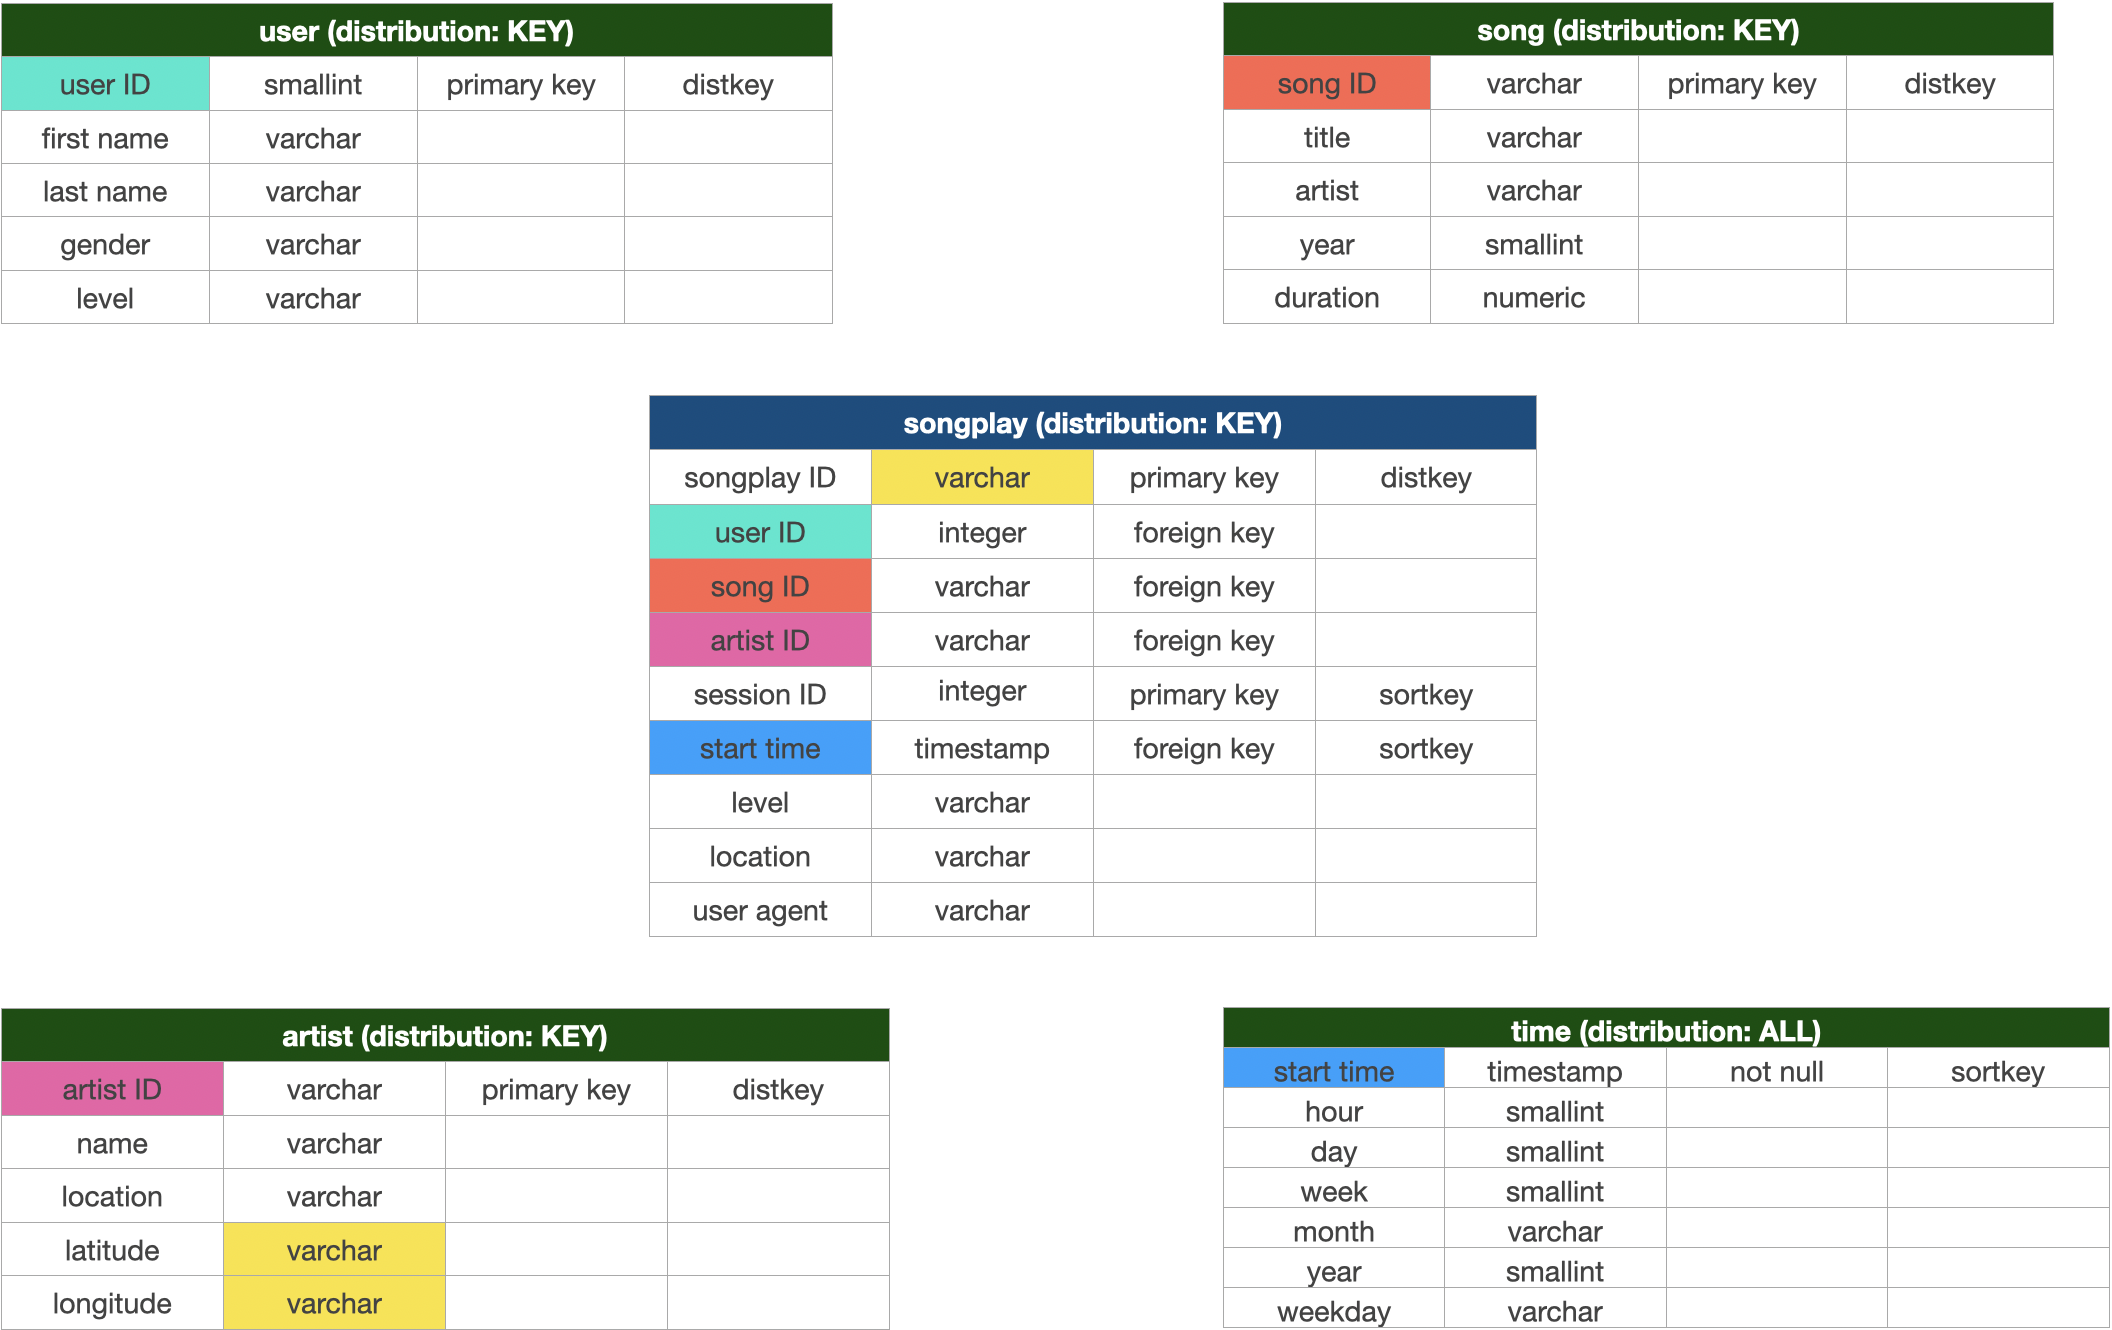 user (distribution: KEY)
user ID smallint primary key distkey
first name varchar
last name varchar
gender varchar
level varchar
song (distribution: KEY)
song ID varchar primary key distkey
title varchar
artist varchar
year smallint
duration numeric
songplay (distribution: KEY)
songplay ID varchar primary key distkey
user ID integer foreign key
song ID varchar foreign key
artist ID varchar foreign key
session ID integer primary key sortkey
start time timestamp foreign key sortkey
level varchar
location varchar
user agent varchar
artist (distribution: KEY)
artist ID varchar primary key distkey
name varchar
location varchar
latitude varchar
longitude varchar
time (distribution: ALL)
start time timestamp not null sortkey
hour smallint
day smallint
week smallint
month varchar
year smallint
weekday varchar